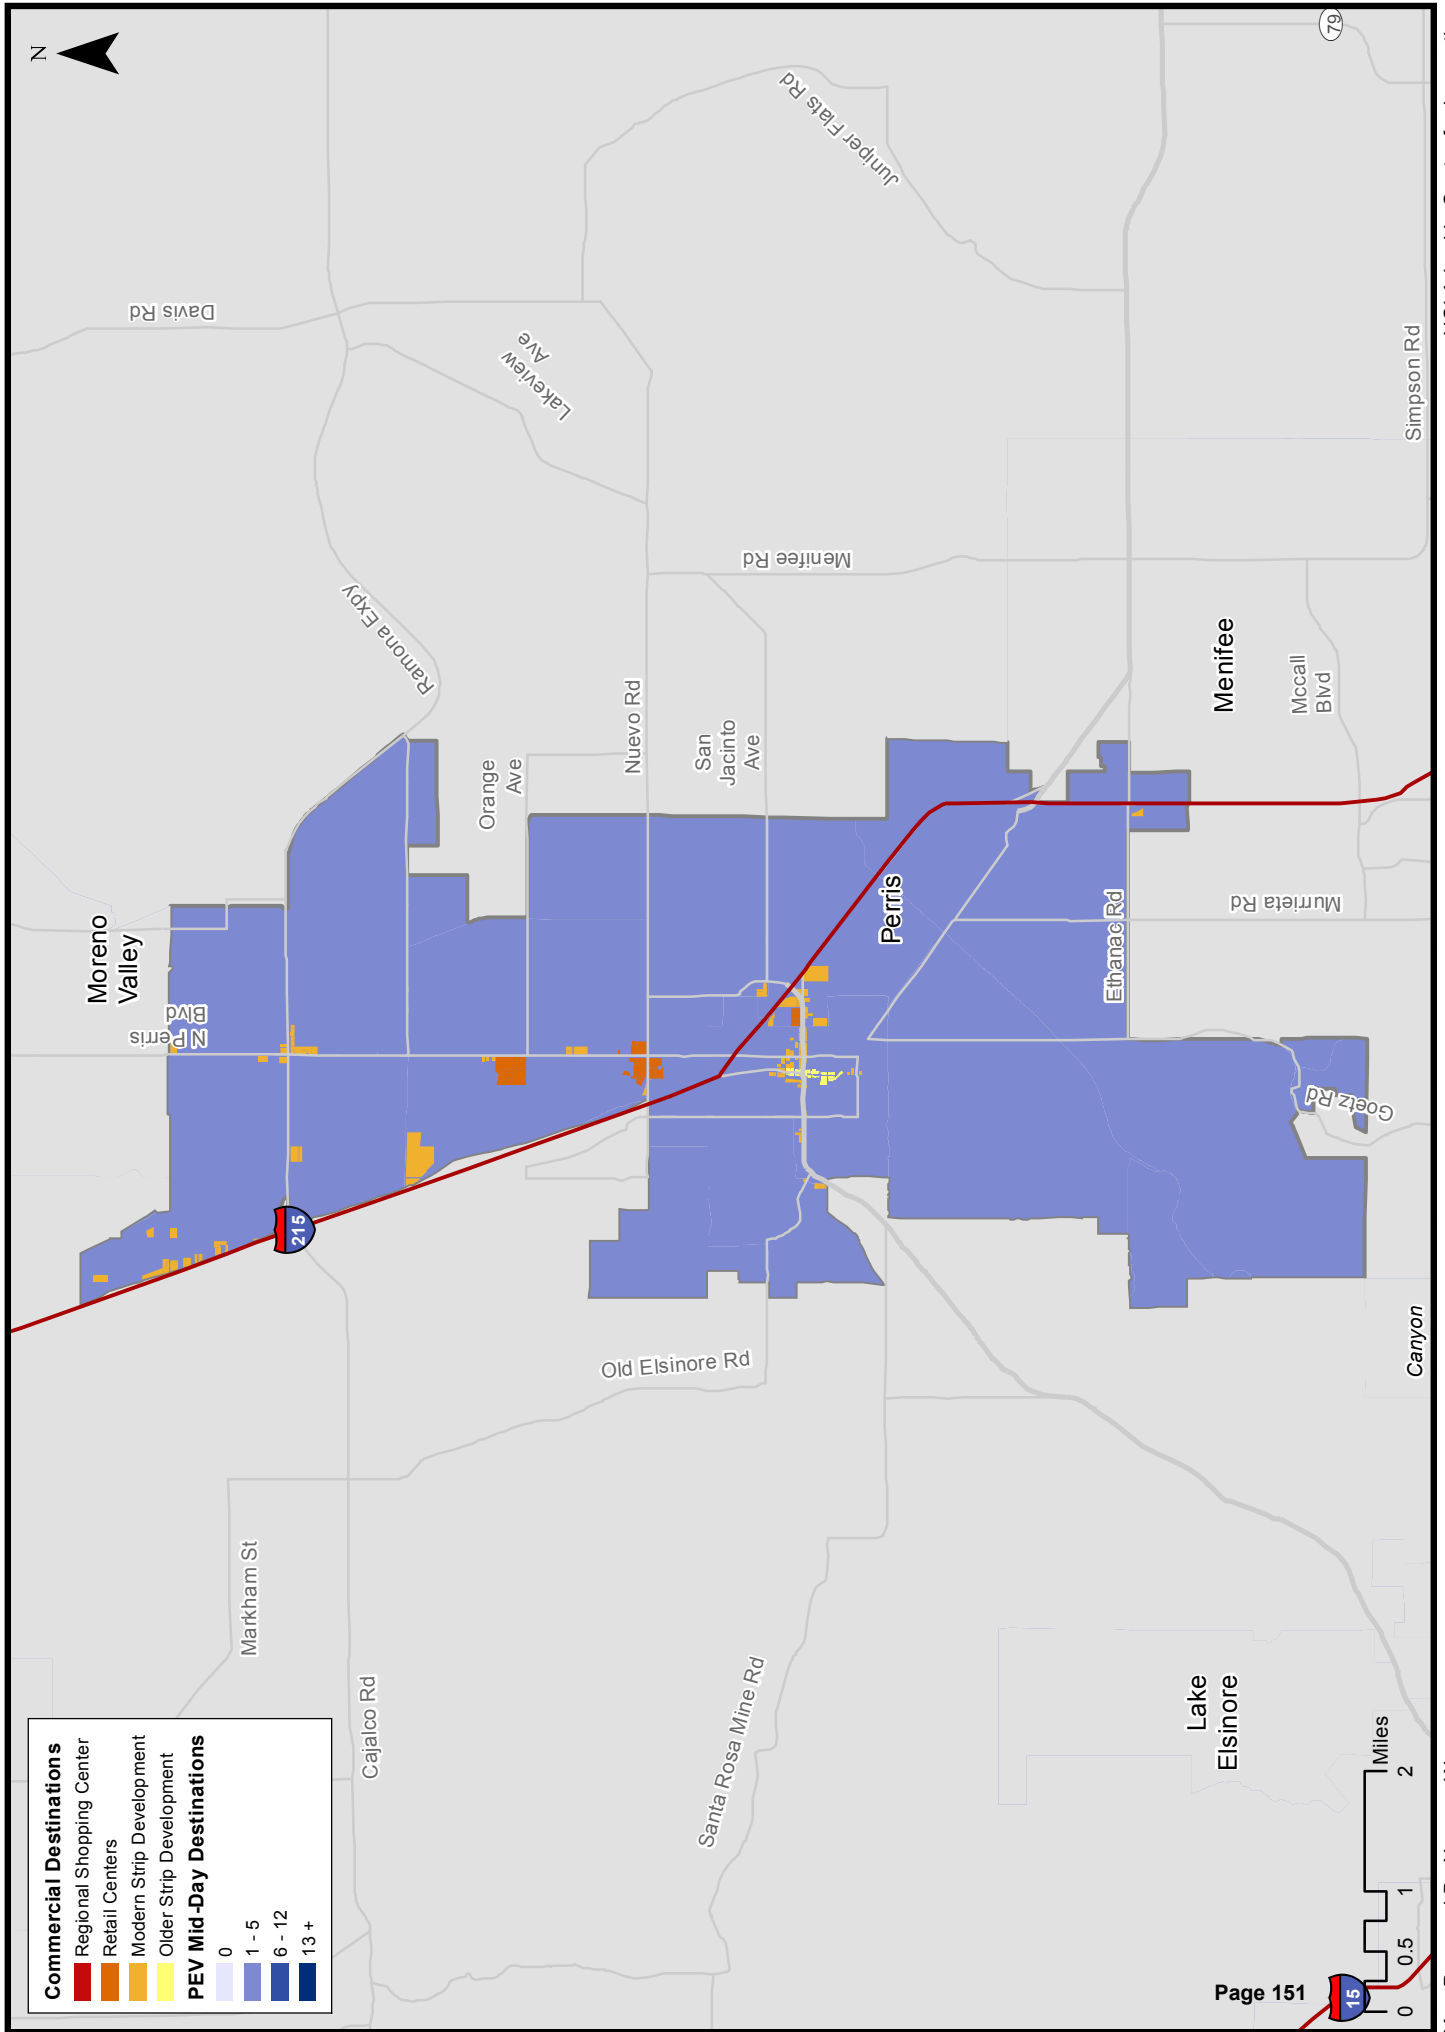 Commercial Destinations
Regional Shopping Center
Retail Centers
Modern Strip Development
Older Strip Development
PEV Mid-Day Destinations
0
1 - 5
6 - 12
13 +
N
Moreno
Valley
N Perris
Blvd
Davis Rd
Markham St
215
Cajalco Rd
Ramona Expy
Lakeview
Ave
Orange
Ave
Nuevo Rd
Old Elsinore Rd
San
Jacinto
Ave
Menifee Rd
Juniper Flats Rd
Santa Rosa Mine Rd
Perris
Ethanac Rd
Murrieta Rd
Menifee
Mccall
Blvd
Goetz Rd
Simpson Rd
79
Lake
Elsinore
Canyon
Page 151
15
Miles
0
0.5
1
2